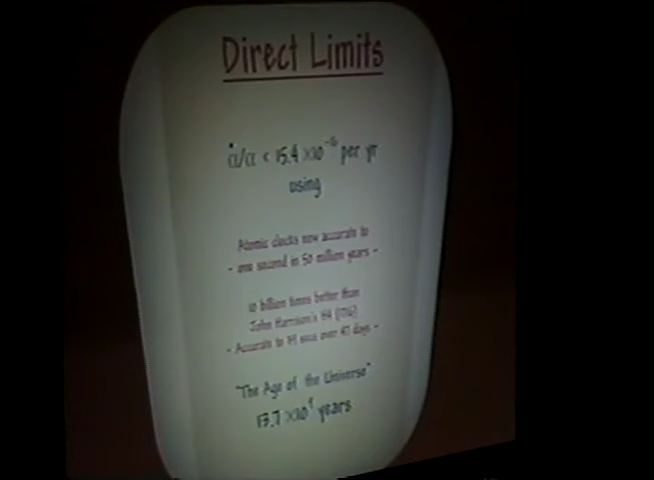 Direct Limits
α̇/α < 15.4 ×10⁻¹⁶ per yr
using
Atomic clocks now accurate to
- one second in 50 million years -
10 billion times better than
John Harrison's H4
- Accurate to secs over 47 days -
"The Age of the Universe"
13.7 ×10⁹ years